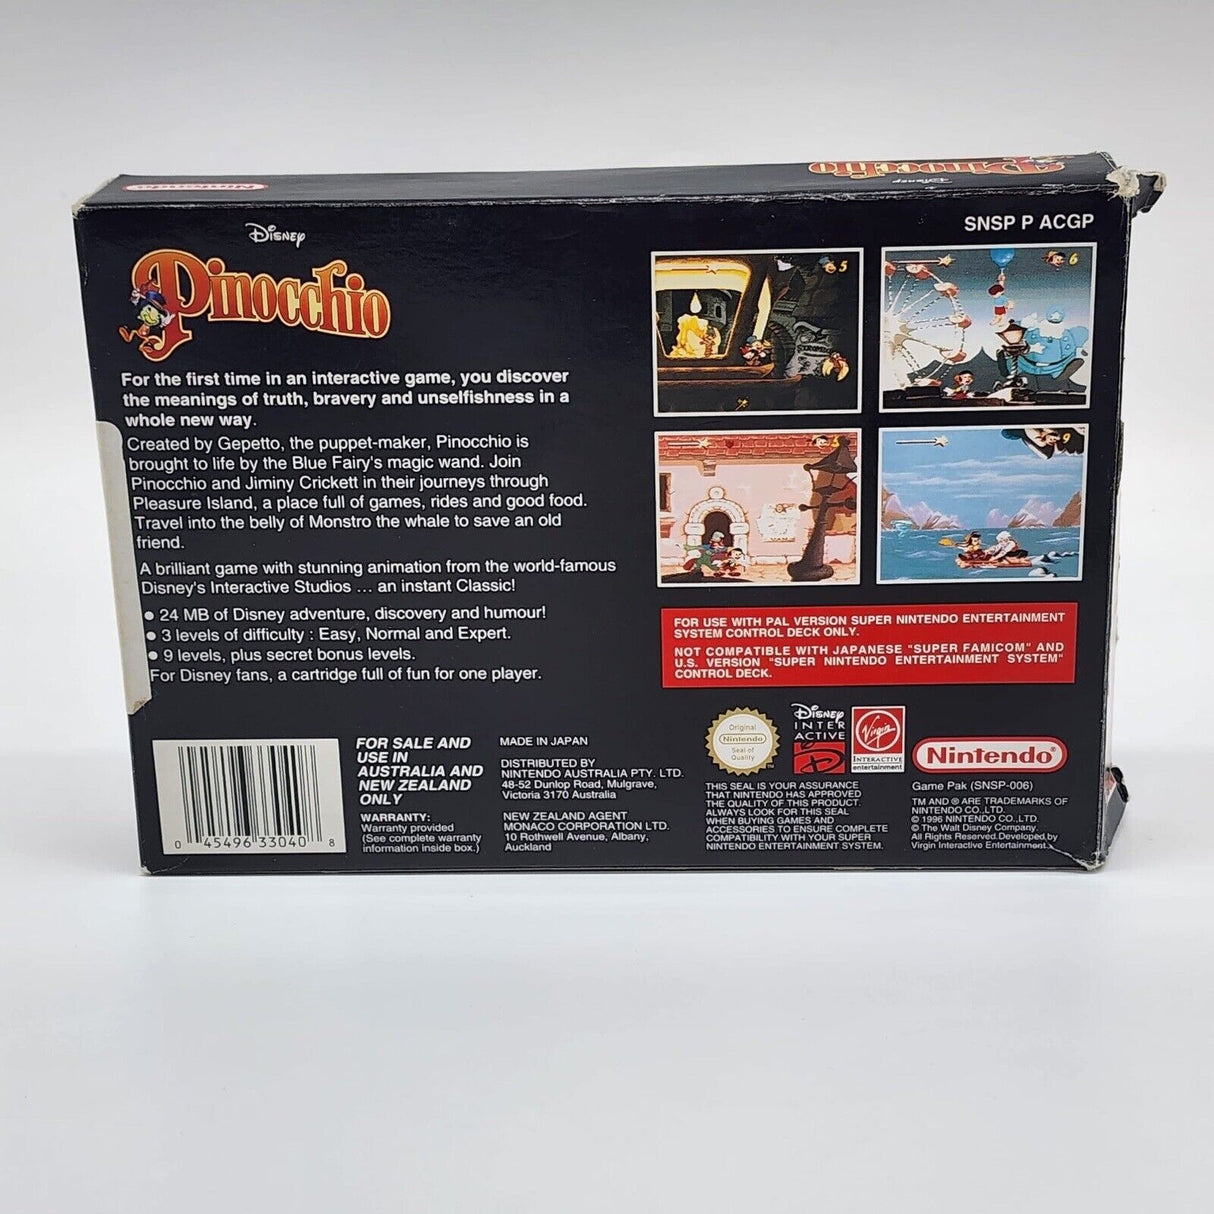 Nintendo
Disney
Pinocchio
SNSP P ACGP
Disney
Pinocchio
For the first time in an interactive game, you discover
the meanings of truth, bravery and unselfishness in a
whole new way.
Created by Gepetto, the puppet-maker, Pinocchio is
brought to life by the Blue Fairy's magic wand. Join
Pinocchio and Jiminy Crickett in their journeys through
Pleasure Island, a place full of games, rides and good food.
Travel into the belly of Monstro the whale to save an old
friend.
A brilliant game with stunning animation from the world-famous
Disney's Interactive Studios ... an instant Classic!
• 24 MB of Disney adventure, discovery and humour!
• 3 levels of difficulty : Easy, Normal and Expert.
• 9 levels, plus secret bonus levels.
For Disney fans, a cartridge full of fun for one player.
5
6
9
FOR USE WITH PAL VERSION SUPER NINTENDO ENTERTAINMENT
SYSTEM CONTROL DECK ONLY.
NOT COMPATIBLE WITH JAPANESE "SUPER FAMICOM" AND
U.S. VERSION "SUPER NINTENDO ENTERTAINMENT SYSTEM"
CONTROL DECK.
0 45496 33040 8
FOR SALE AND
USE IN
AUSTRALIA AND
NEW ZEALAND
ONLY
WARRANTY:
Warranty provided
(See complete warranty
information inside box.)
MADE IN JAPAN
DISTRIBUTED BY
NINTENDO AUSTRALIA PTY. LTD.
48-52 Dunlop Road, Mulgrave,
Victoria 3170 Australia
NEW ZEALAND AGENT
MONACO CORPORATION LTD.
10 Rothwell Avenue, Albany,
Auckland
Original
Nintendo
Seal of
Quality
TM
THIS SEAL IS YOUR ASSURANCE
THAT NINTENDO HAS APPROVED
THE QUALITY OF THIS PRODUCT.
ALWAYS LOOK FOR THIS SEAL
WHEN BUYING GAMES AND
ACCESSORIES TO ENSURE COMPLETE
COMPATIBILITY WITH YOUR SUPER
NINTENDO ENTERTAINMENT SYSTEM.
Disney
INTER
ACTIVE
Virgin
INTERACTIVE
entertainment
Nintendo®
Game Pak (SNSP-006)
TM AND ® ARE TRADEMARKS OF
NINTENDO CO.,LTD.
© 1996 NINTENDO CO.,LTD.
© The Walt Disney Company.
All Rights Reserved.Developed by
Virgin Interactive Entertainment.